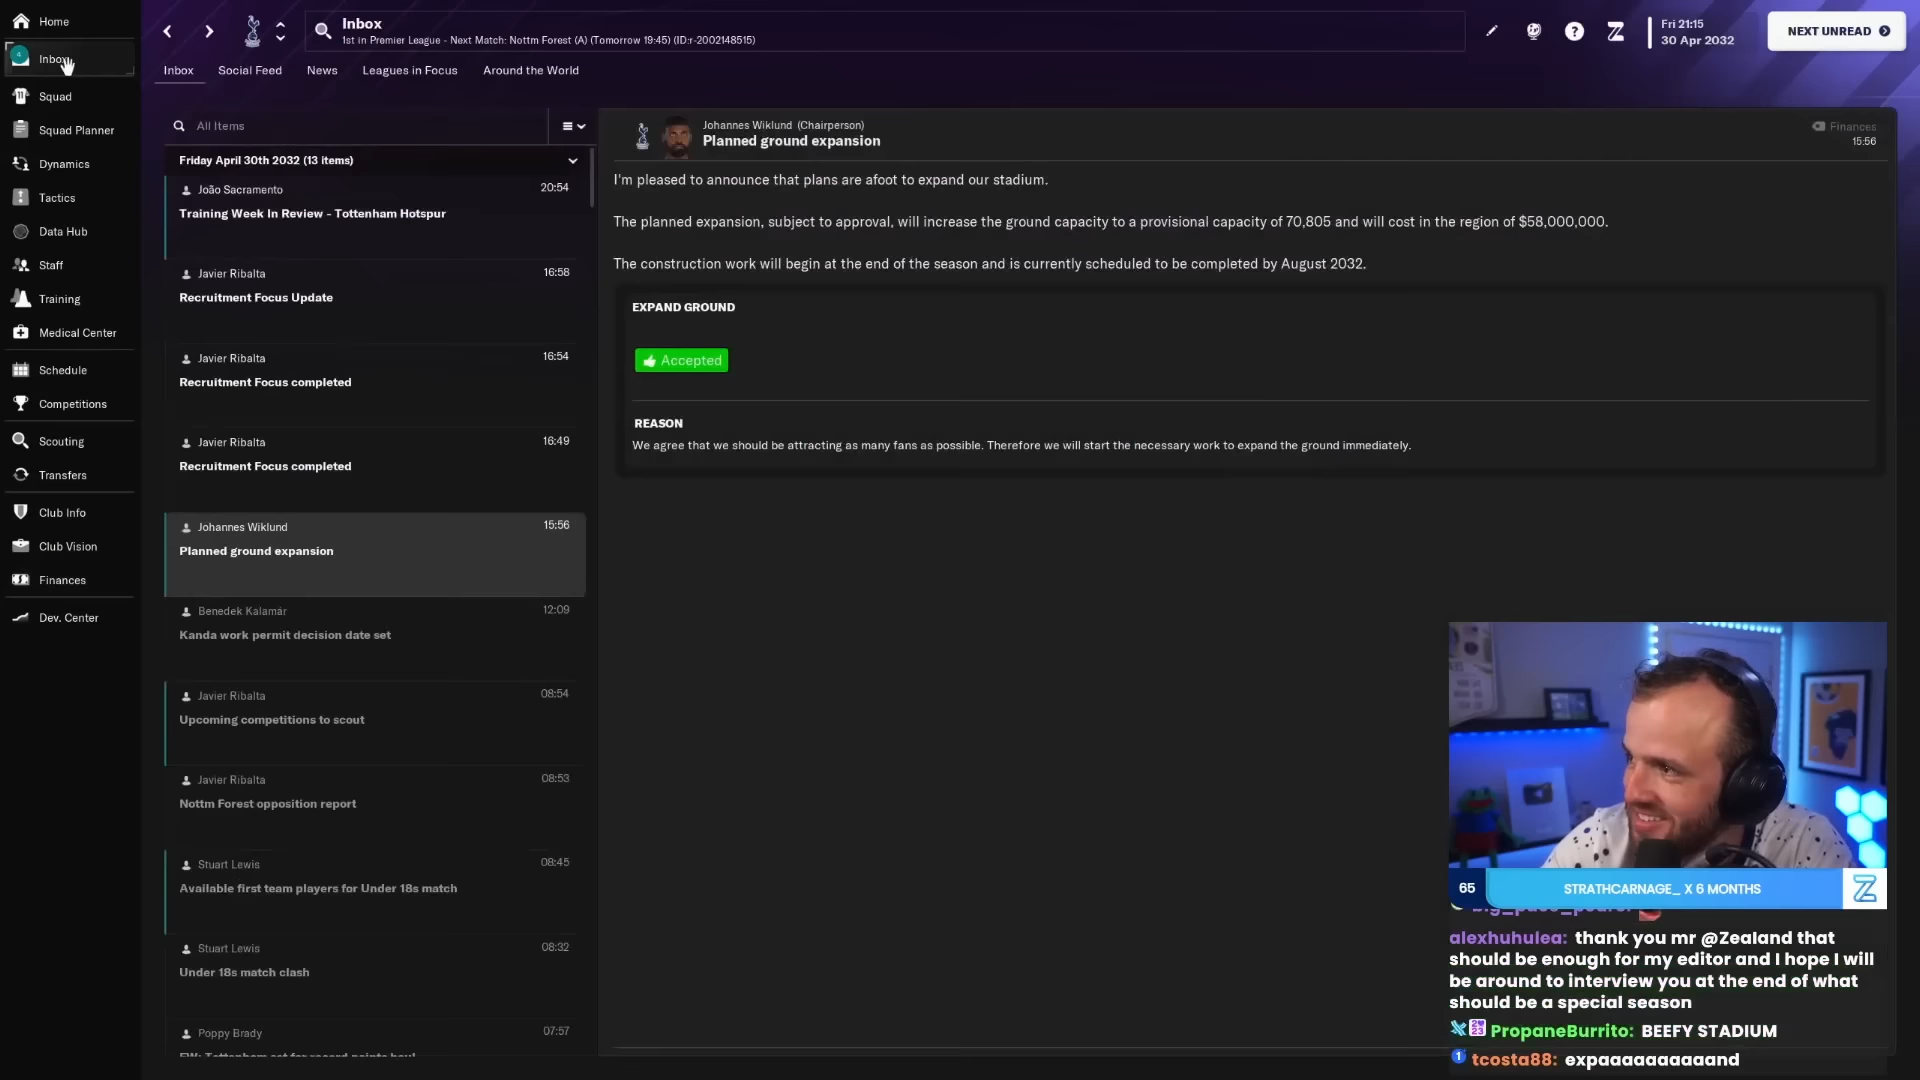 Home
Inbox
Squad
Squad Planner
Dynamics
Tactics
Data Hub
Staff
Training
Medical Center
Schedule
Competitions
Scouting
Transfers
Club Info
Club Vision
Finances
Dev. Center
Inbox
1st in Premier League - Next Match: Nottm Forest (A) (Tomorrow 19:45) (ID:r-2002148515)
Fri 21:15
30 Apr 2032
NEXT UNREAD
Inbox
Social Feed
News
Leagues in Focus
Around the World
All Items
Friday April 30th 2032 (13 items)
João Sacramento 20:54
Training Week In Review - Tottenham Hotspur
Javier Ribalta 16:58
Recruitment Focus Update
Javier Ribalta 16:54
Recruitment Focus completed
Javier Ribalta 16:49
Recruitment Focus completed
Johannes Wiklund 15:56
Planned ground expansion
Benedek Kalamár 12:09
Kanda work permit decision date set
Javier Ribalta 08:54
Upcoming competitions to scout
Javier Ribalta 08:53
Nottm Forest opposition report
Stuart Lewis 08:45
Available first team players for Under 18s match
Stuart Lewis 08:32
Under 18s match clash
Poppy Brady 07:57
Johannes Wiklund (Chairperson)
Planned ground expansion
Finances
15:56
I'm pleased to announce that plans are afoot to expand our stadium.
The planned expansion, subject to approval, will increase the ground capacity to a provisional capacity of 70,805 and will cost in the region of $58,000,000.
The construction work will begin at the end of the season and is currently scheduled to be completed by August 2032.
EXPAND GROUND
Accepted
REASON
We agree that we should be attracting as many fans as possible. Therefore we will start the necessary work to expand the ground immediately.
65 STRATHCARNAGE_ X 6 MONTHS
alexhuhulea: thank you mr @Zealand that
should be enough for my editor and I hope I will
be around to interview you at the end of what
should be a special season
PropaneBurrito: BEEFY STADIUM
tcosta88: expaaaaaaaaaand